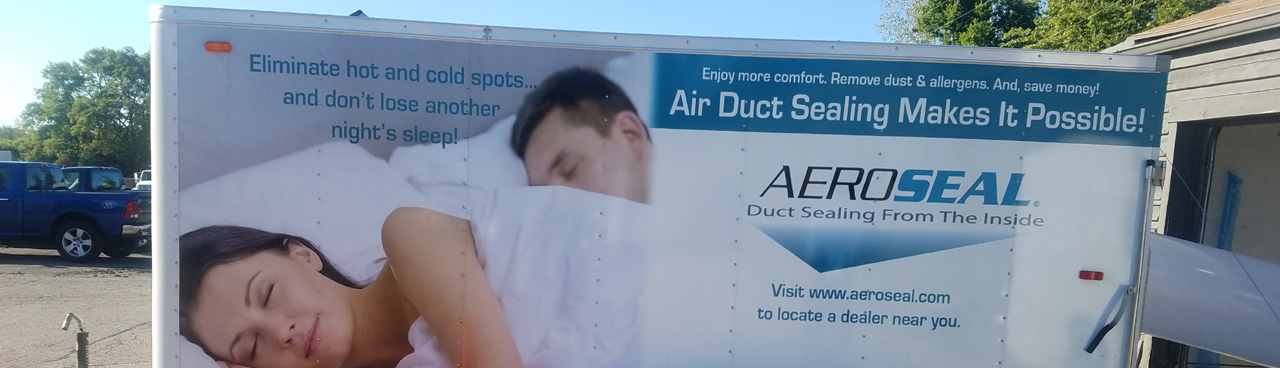 Eliminate hot and cold spots...
and don't lose another
night's sleep!
Enjoy more comfort. Remove dust & allergens. And, save money!
Air Duct Sealing Makes It Possible!
AEROSEAL®
Duct Sealing From The Inside
Visit www.aeroseal.com
to locate a dealer near you.